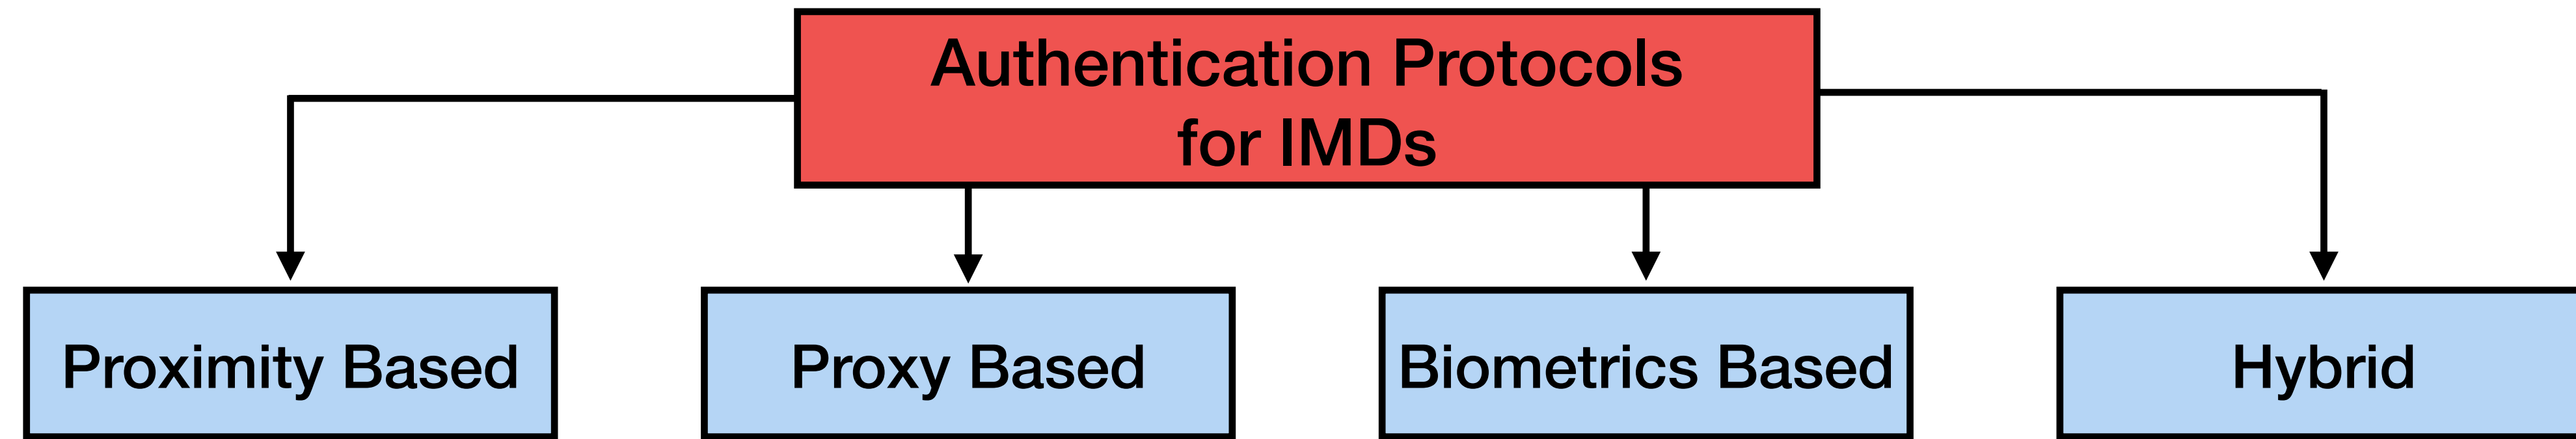 Authentication Protocols
for IMDs
Proximity Based
Proxy Based
Biometrics Based
Hybrid